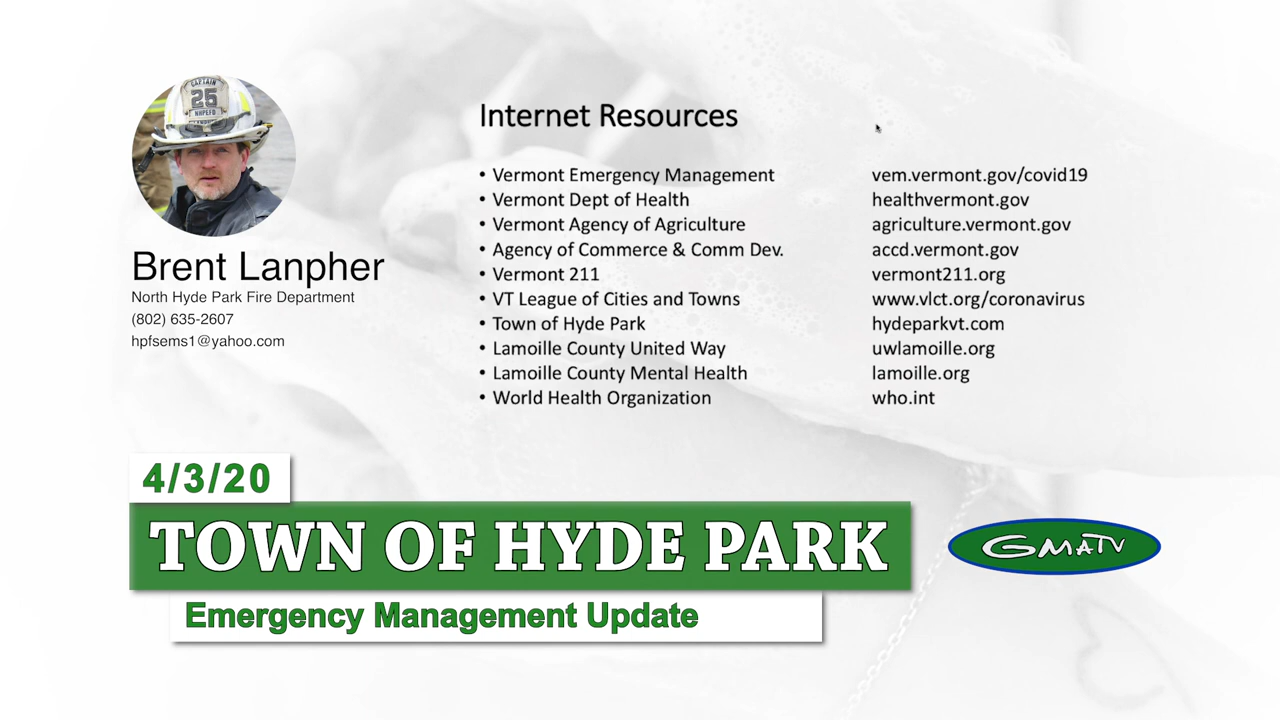 CAPTAIN
25
NHPFD
Brent Lanpher
North Hyde Park Fire Department
(802) 635-2607
hpfsems1@yahoo.com
Internet Resources
• Vermont Emergency Management vem.vermont.gov/covid19
• Vermont Dept of Health healthvermont.gov
• Vermont Agency of Agriculture agriculture.vermont.gov
• Agency of Commerce & Comm Dev. accd.vermont.gov
• Vermont 211 vermont211.org
• VT League of Cities and Towns www.vlct.org/coronavirus
• Town of Hyde Park hydeparkvt.com
• Lamoille County United Way uwlamoille.org
• Lamoille County Mental Health lamoille.org
• World Health Organization who.int
4/3/20
TOWN OF HYDE PARK
GMATV
Emergency Management Update